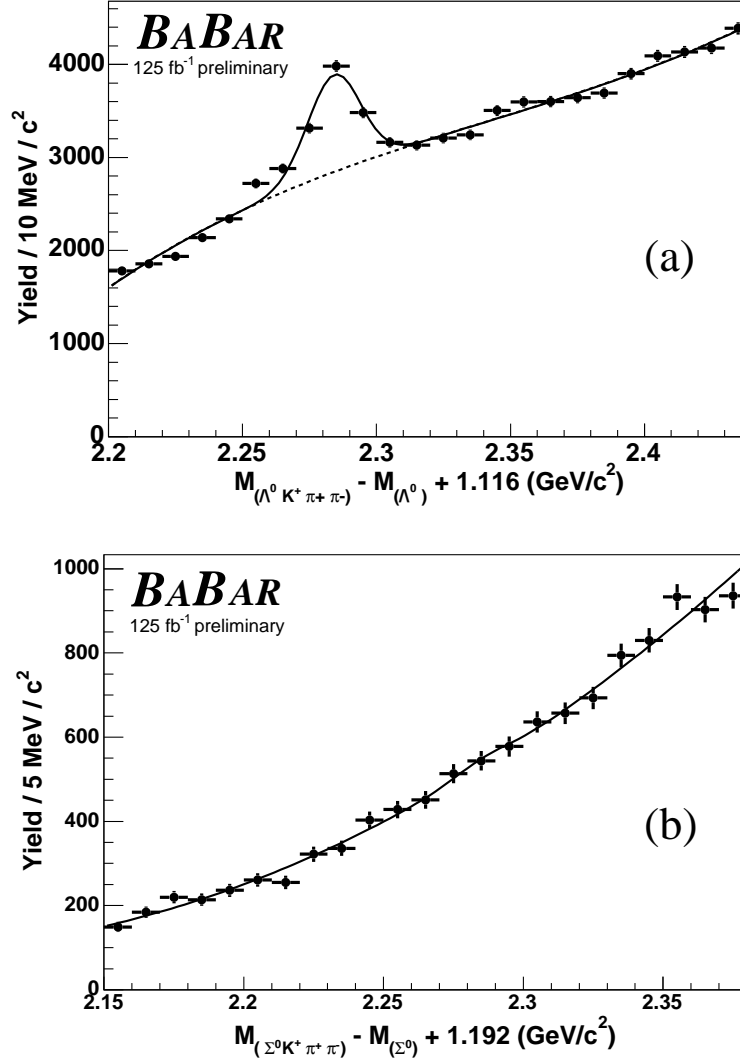 BABAR
125 fb⁻¹ preliminary
(a)
Yield / 10 MeV / c²
4000
3000
2000
1000
0
2.2 2.25 2.3 2.35 2.4
M(Λ⁰ K⁺ π+ π-) - M(Λ⁰) + 1.116 (GeV/c²)
BABAR
125 fb⁻¹ preliminary
(b)
Yield / 5 MeV / c²
1000
800
600
400
200
0
2.15 2.2 2.25 2.3 2.35
M(Σ⁰K⁺ π⁺ π⁻) - M(Σ⁰) + 1.192 (GeV/c²)